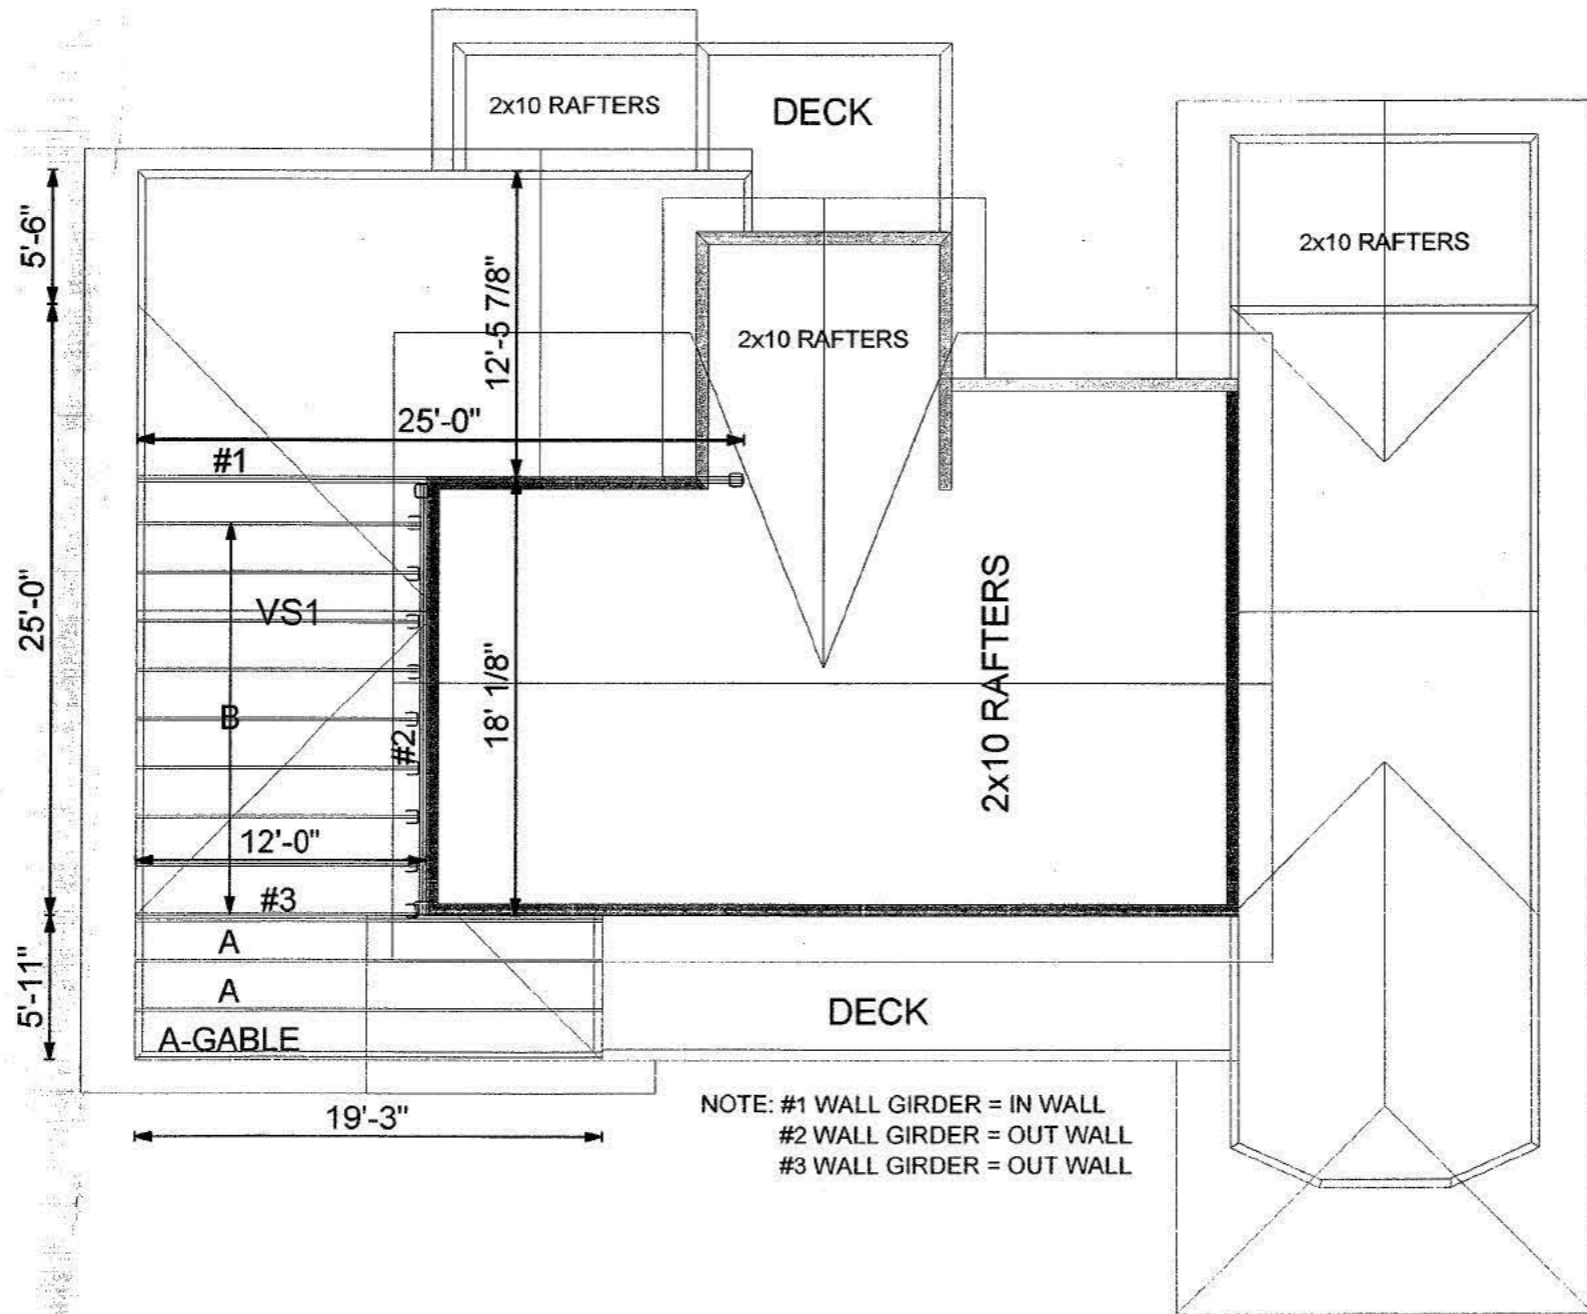 2x10 RAFTERS
DECK
5'-6"
2x10 RAFTERS
12'-5 7/8"
2x10 RAFTERS
25'-0"
#1
25'-0"
VS1
2x10 RAFTERS
18' 1/8"
B
#2
12'-0"
#3
A
5'-11"
A
DECK
A-GABLE
19'-3"
NOTE: #1 WALL GIRDER = IN WALL
#2 WALL GIRDER = OUT WALL
#3 WALL GIRDER = OUT WALL